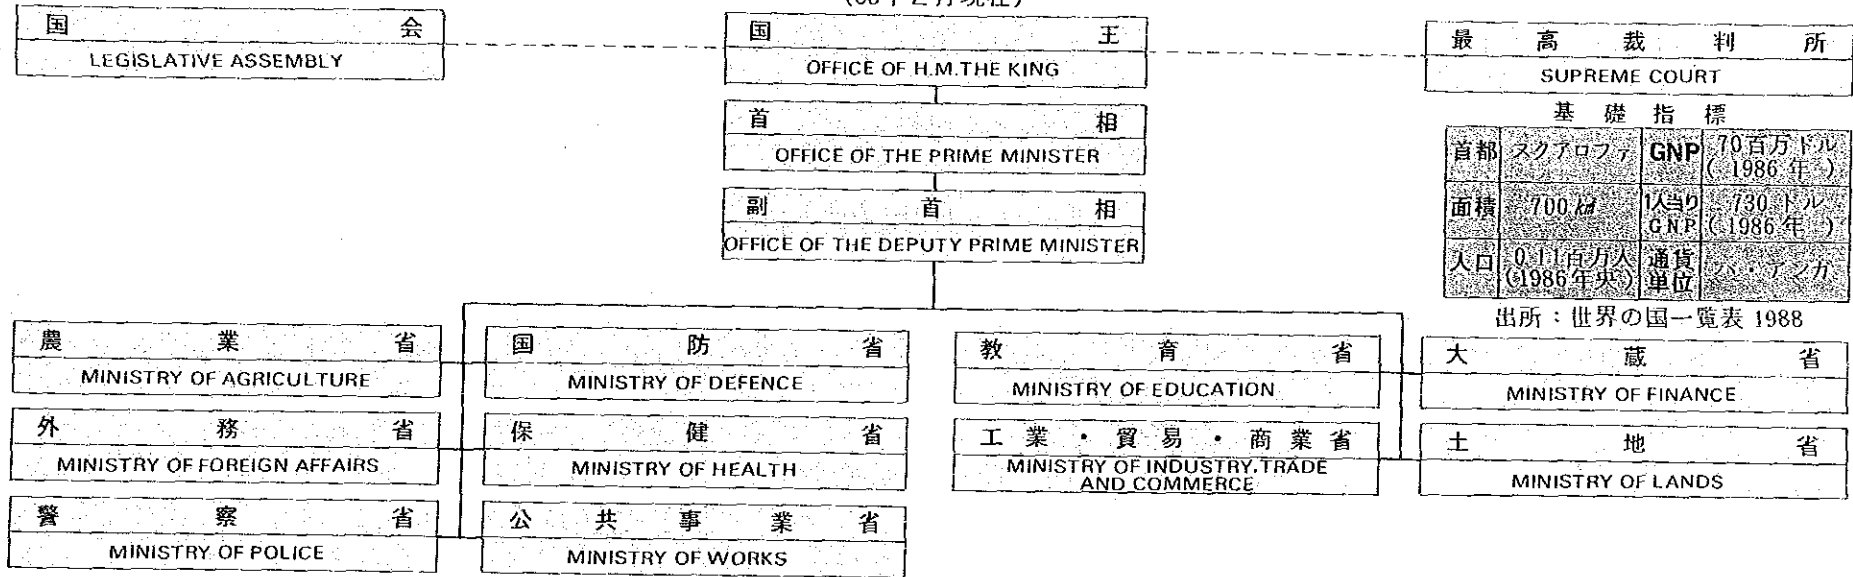 国会
LEGISLATIVE ASSEMBLY
国王
OFFICE OF H.M.THE KING
最高裁判所
SUPREME COURT
首相
OFFICE OF THE PRIME MINISTER
副首相
OFFICE OF THE DEPUTY PRIME MINISTER
基礎指標
首都 ヌクアロファ GNP 70百万ドル
(1986年)
面積 700㎢ 1人当り 730ドル
GNP (1986年)
人口 0.11百万人 通貨 パ・アンガ
(1986年央) 単位
出所:世界の国一覧表 1988
農業省
MINISTRY OF AGRICULTURE
国防省
MINISTRY OF DEFENCE
教育省
MINISTRY OF EDUCATION
大蔵省
MINISTRY OF FINANCE
外務省
MINISTRY OF FOREIGN AFFAIRS
保健省
MINISTRY OF HEALTH
工業・貿易・商業省
MINISTRY OF INDUSTRY,TRADE
AND COMMERCE
土地省
MINISTRY OF LANDS
警察省
MINISTRY OF POLICE
公共事業省
MINISTRY OF WORKS